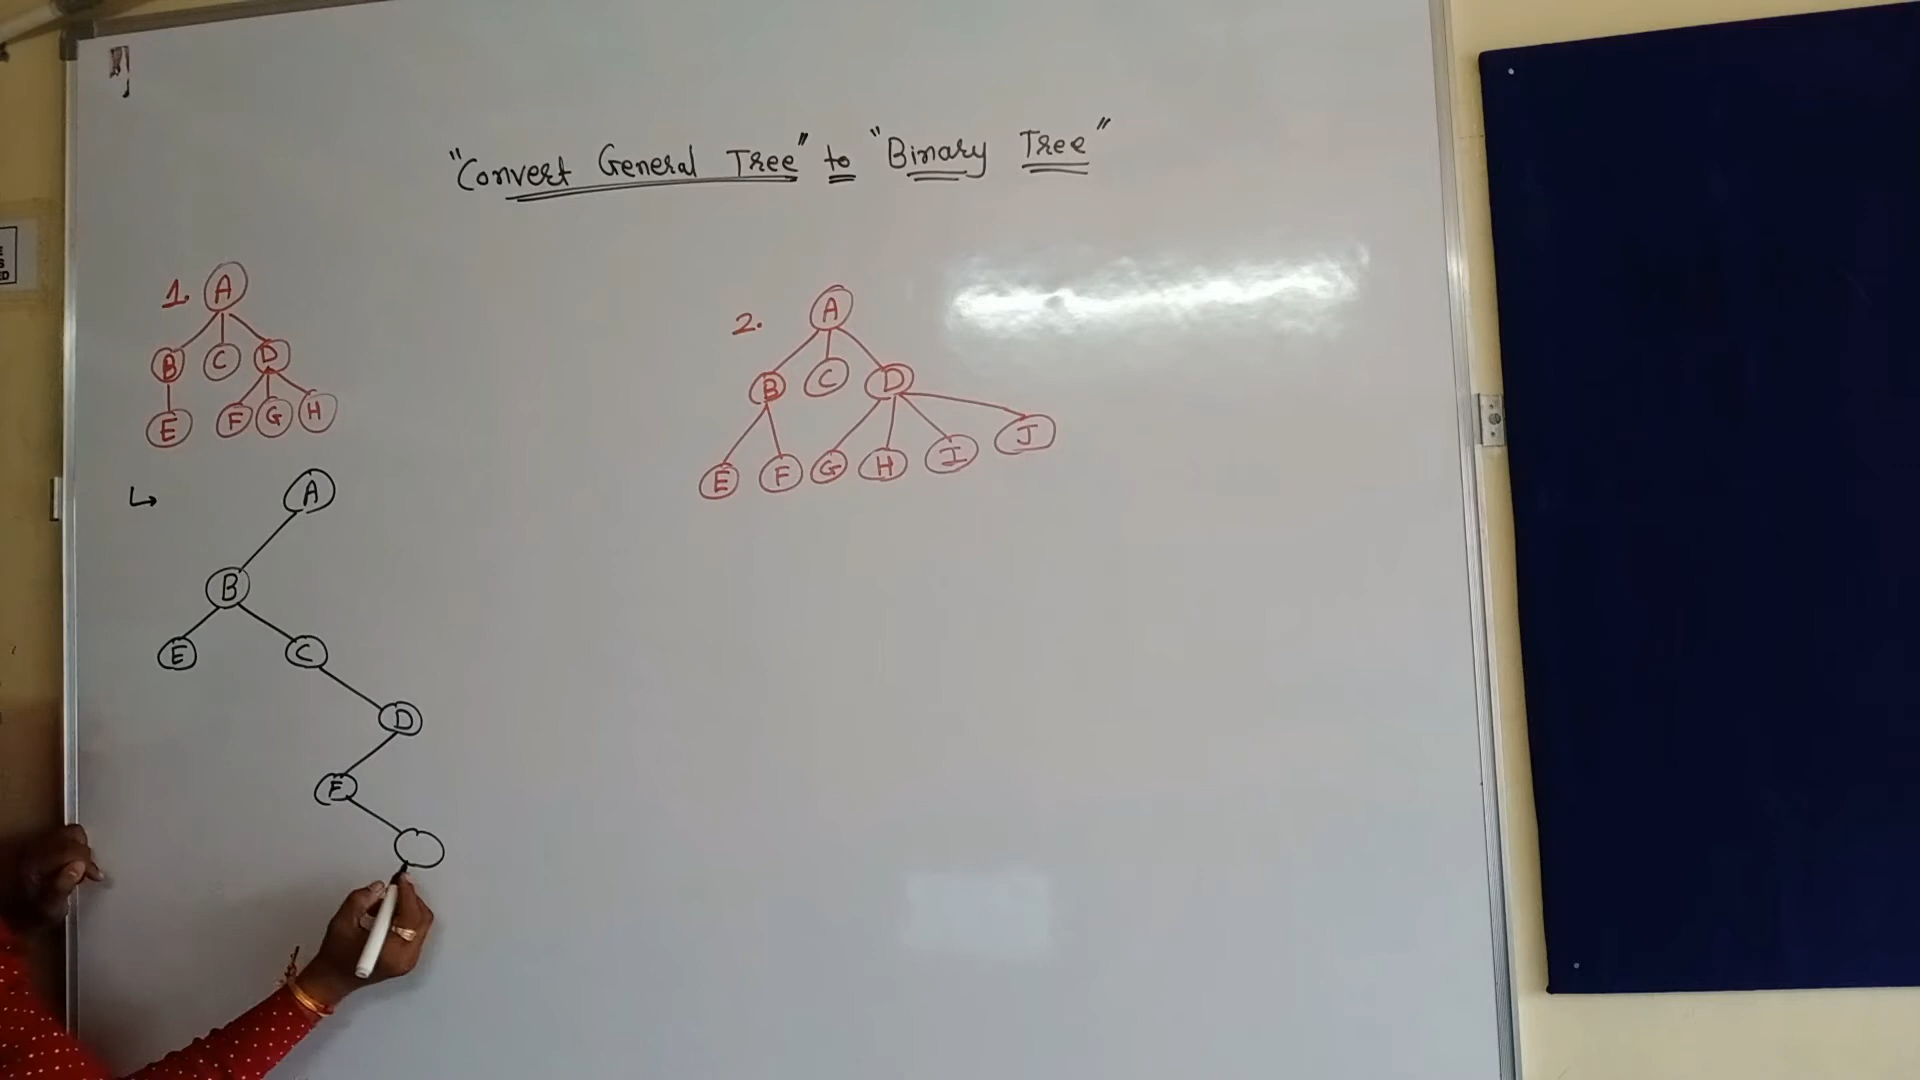 "Convert General Tree" to "Binary Tree"
1. A
B C D
E F G H
A
B
E C
D
F
2. A
B C D
E F G H I J